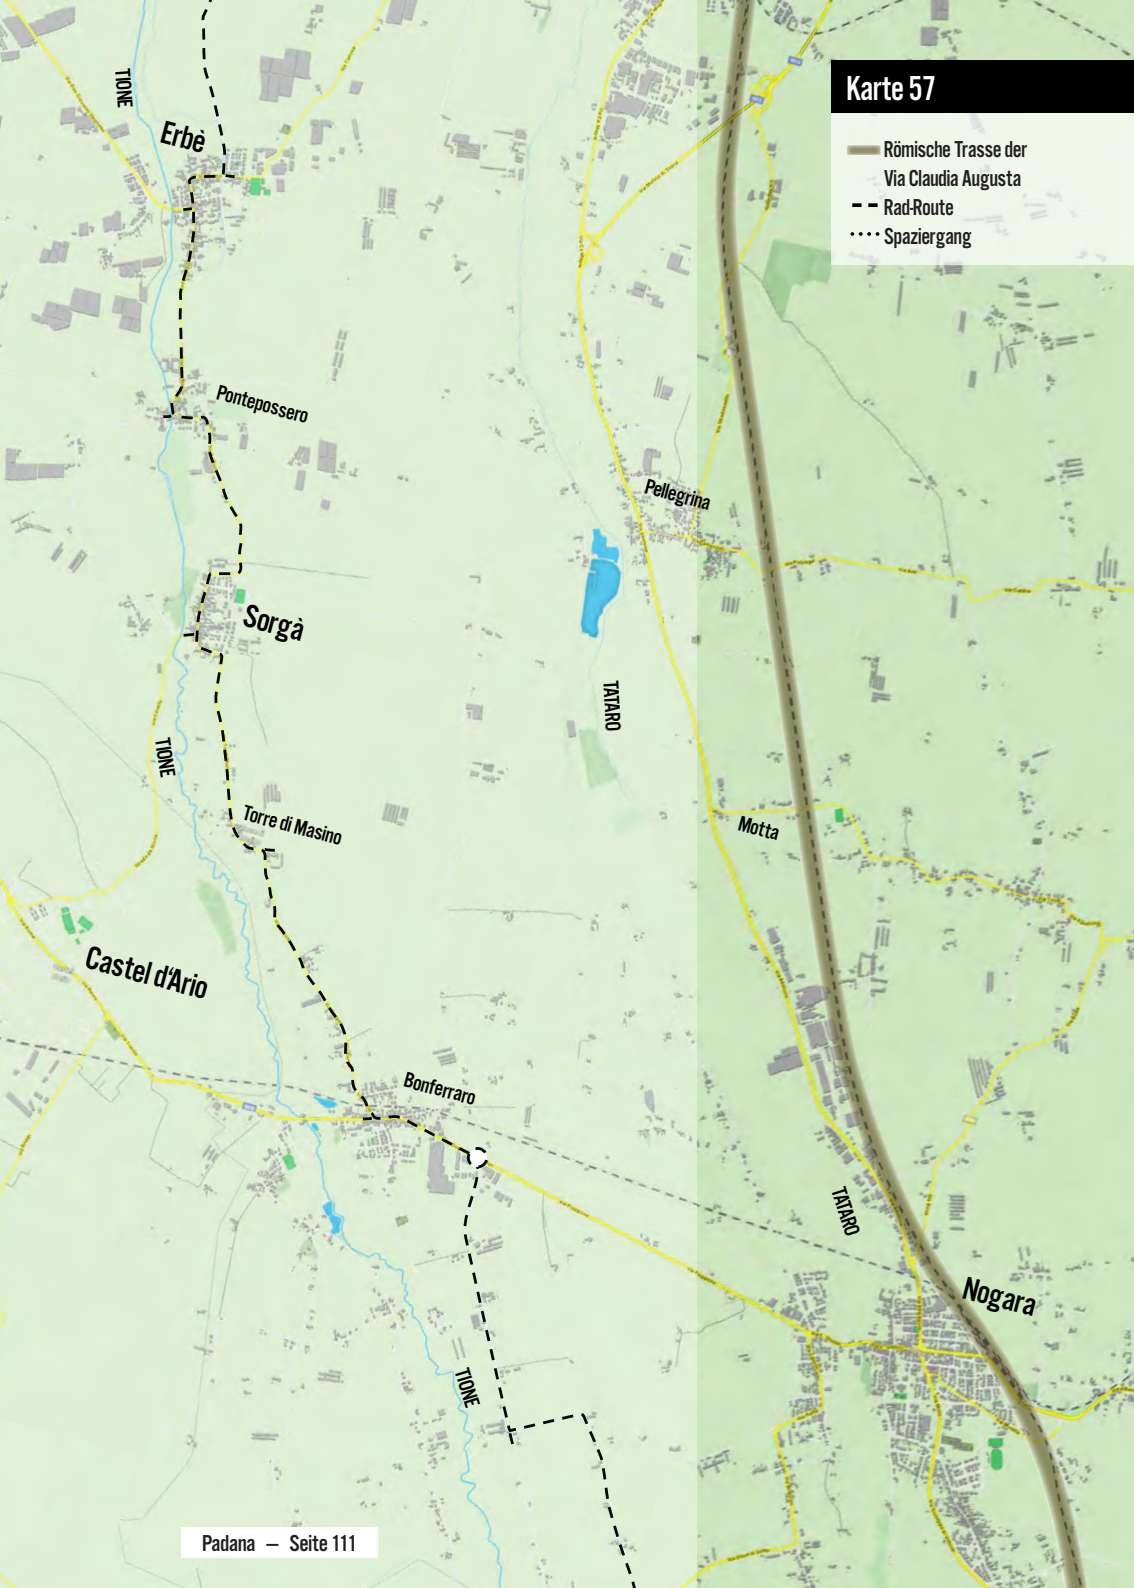 Karte 57
Römische Trasse der
Via Claudia Augusta
Rad-Route
Spaziergang
TIONE
Erbè
Pontepossero
Pellegrina
Sorgà
TATARO
TIONE
Torre di Masino
Motta
Castel d'Ario
Bonferraro
TATARO
Nogara
TIONE
Padana – Seite 111